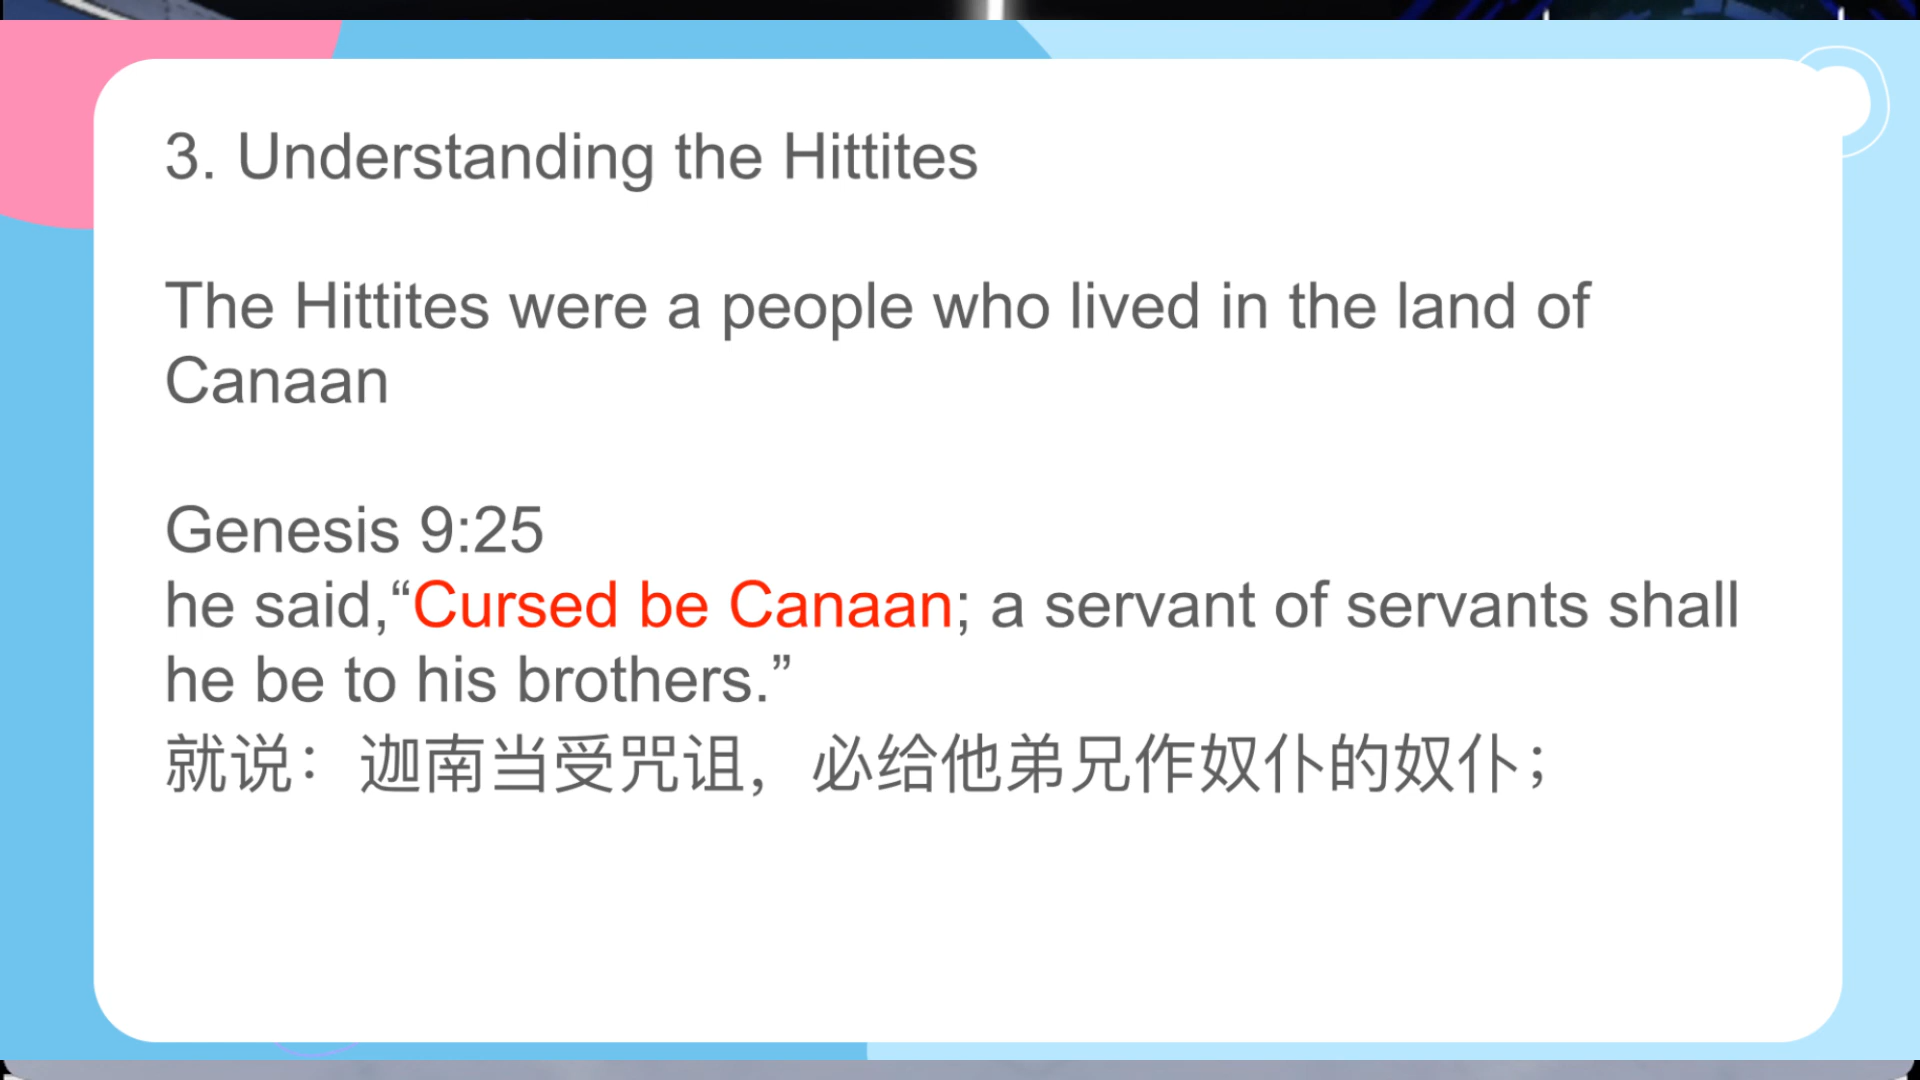 3. Understanding the Hittites
The Hittites were a people who lived in the land of
Canaan
Genesis 9:25
he said,“Cursed be Canaan; a servant of servants shall
he be to his brothers.”
就说：迦南当受咒诅，必给他弟兄作奴仆的奴仆；